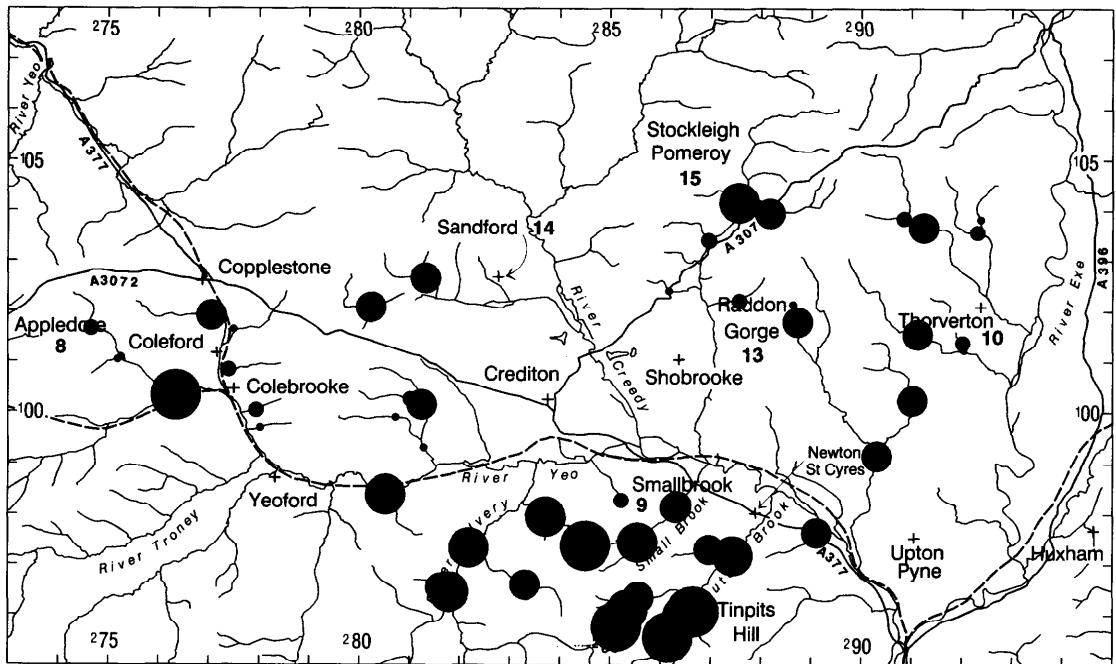 275
280
285
290
River Yeo
A377
105
Stockleigh
Pomeroy
15
105
Sandford 14
A307
A396
Copplestone
A3072
River
Creedy
River Exe
Appledore
8
Coleford
Raddon
Gorge
13
Thorverton
10
Colebrooke
Crediton
Shobrooke
100
100
Newton
St Cyres
River Yeo
Yeoford
Smallbrook
9
River Troney
Small Brook
Brook
A377
Upton
Pyne
Huxham
Tinpits
Hill
275
280
290